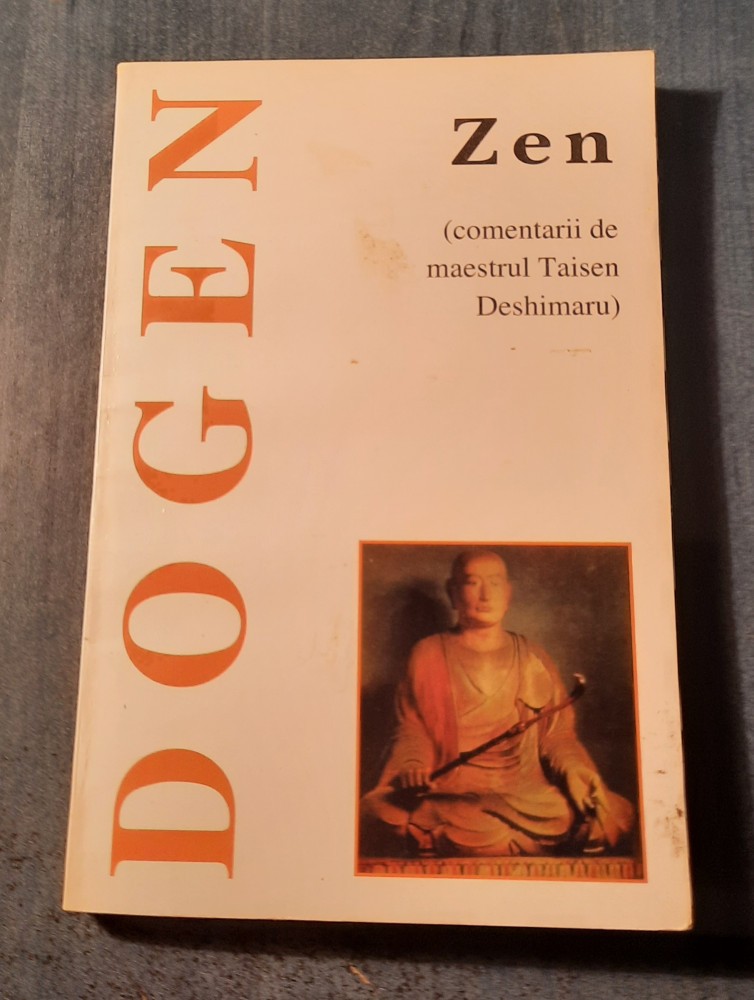 DOGEN
Zen
(comentarii de
maestrul Taisen
Deshimaru)